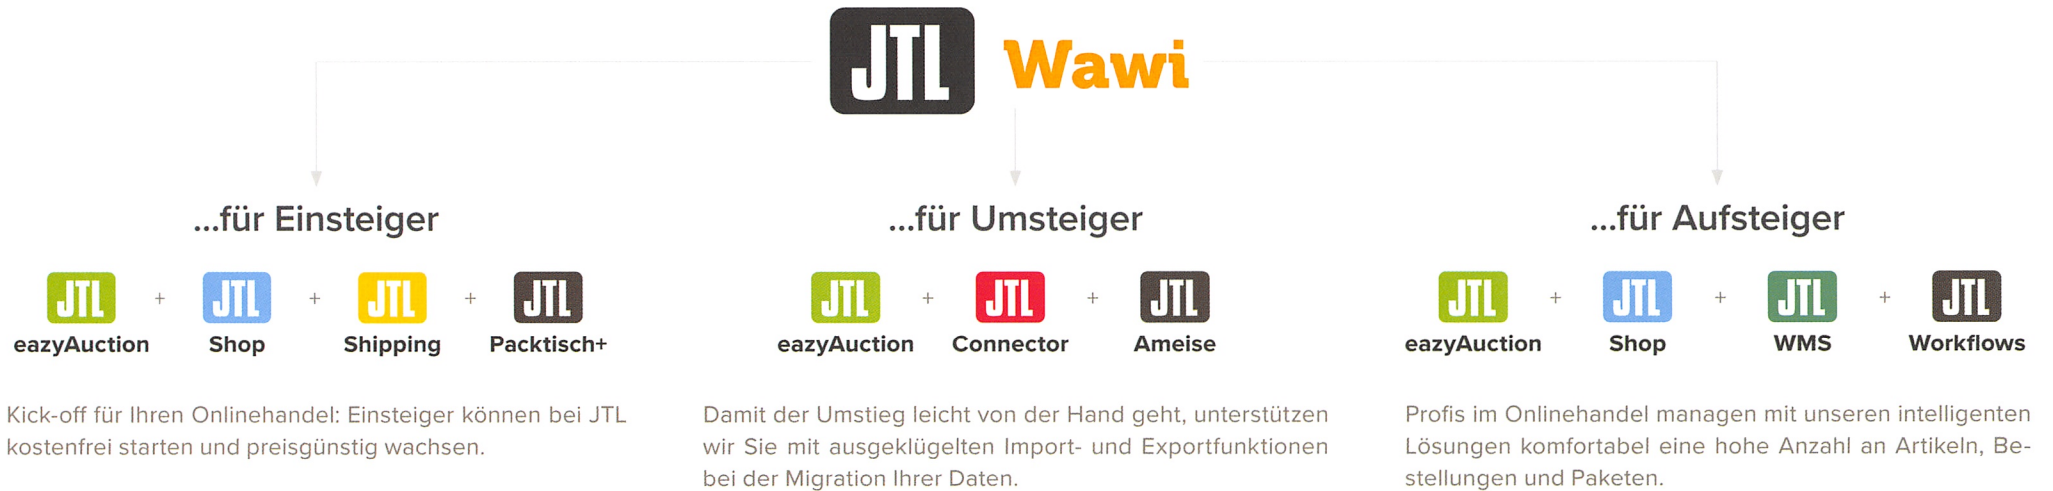 JTL Wawi
...für Einsteiger
JTL + JTL + JTL + JTL
eazyAuction Shop Shipping Packtisch+
Kick-off für Ihren Onlinehandel: Einsteiger können bei JTL
kostenfrei starten und preisgünstig wachsen.
...für Umsteiger
JTL + JTL + JTL
eazyAuction Connector Ameise
Damit der Umstieg leicht von der Hand geht, unterstützen
wir Sie mit ausgeklügelten Import- und Exportfunktionen
bei der Migration Ihrer Daten.
...für Aufsteiger
JTL + JTL + JTL + JTL
eazyAuction Shop WMS Workflows
Profis im Onlinehandel managen mit unseren intelligenten
Lösungen komfortabel eine hohe Anzahl an Artikeln, Be-
stellungen und Paketen.